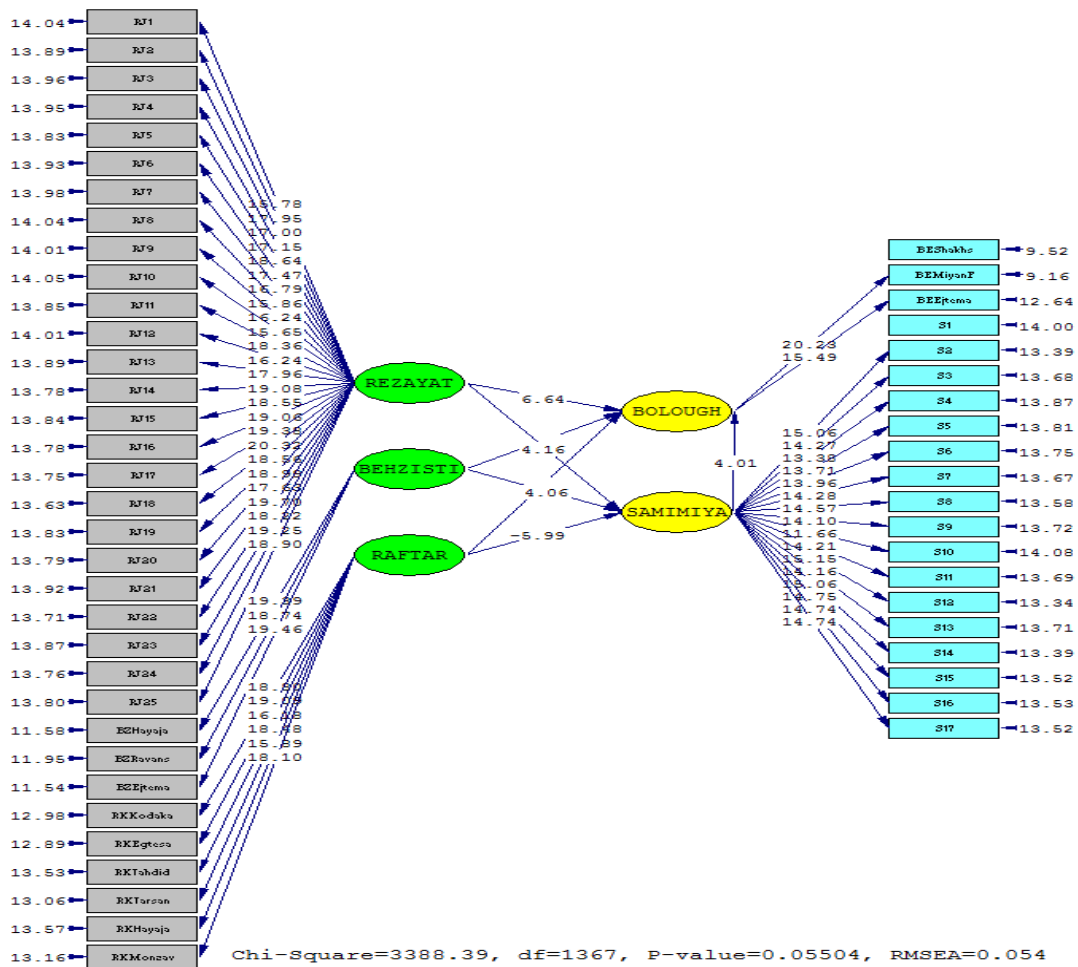 14.04 RJ1
13.89 RJ2
13.96 RJ3
13.95 RJ4
13.83 RJ5
13.93 RJ6
13.98 RJ7
14.04 RJ8
14.01 RJ9
14.05 RJ10
13.85 RJ11
14.01 RJ12
13.89 RJ13
13.78 RJ14
13.84 RJ15
13.78 RJ16
13.75 RJ17
13.63 RJ18
13.83 RJ19
13.79 RJ20
13.92 RJ21
13.71 RJ22
13.87 RJ23
13.76 RJ24
13.80 RJ25
11.58 BZHayaja
11.95 BZRavans
11.54 BZEjtema
12.98 RKKodaka
12.89 RKEgtesa
13.53 RKTahdid
13.06 RKTarsan
13.57 RKHayaja
13.16 RKMonzav
15.78
17.95
17.00
17.15
18.64
17.47
16.79
15.86
16.24
15.65
18.36
16.24
17.96
19.08
18.55
19.06
19.38
18.56
17.63
19.70
18.82
19.25
18.90
19.89
18.74
19.46
18.80
19.09
16.48
18.48
15.89
18.10
REZAYAT
BEHZISTI
RAFTAR
6.64
4.16
4.06
-5.99
BOLOUGH
4.01
SAMIMIYA
20.23
15.49
15.06
14.27
13.38
13.71
13.96
14.28
14.57
14.10
11.66
14.21
15.15
14.16
15.06
14.75
14.74
14.74
BEShakhs 9.52
BEMiyanF 9.16
BEEjtema 12.64
S1 14.00
S2 13.39
S3 13.68
S4 13.87
S5 13.81
S6 13.75
S7 13.67
S8 13.58
S9 13.72
S10 14.08
S11 13.69
S12 13.34
S13 13.71
S14 13.39
S15 13.52
S16 13.53
S17 13.52
Chi-Square=3388.39, df=1367, P-value=0.05504, RMSEA=0.054